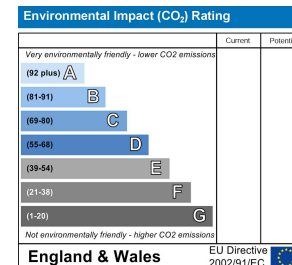 Environmental Impact (CO₂) Rating
Current Potenti
Very environmentally friendly - lower CO2 emissions
(92 plus) A
(81-91) B
(69-80) C
(55-68) D
(39-54) E
(21-38) F
(1-20) G
Not environmentally friendly - higher CO2 emissions
England & Wales
EU Directive
2002/91/EC